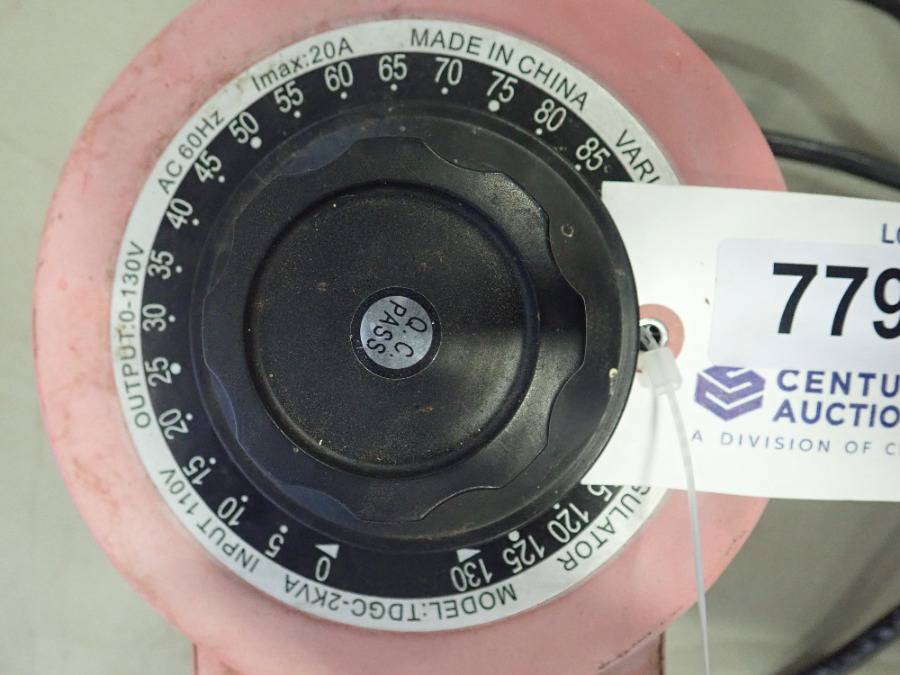 MADE IN CHINA
Imax:20A
AC 60Hz
OUTPUT:0-130V
INPUT 110V
MODEL:TDGC-2KVA
0
5
10
15
20
25
30
35
40
45
50
55
60
65
70
75
80
85
120
125
130
Q.C.
PASS
779
CENTU
AUCTIO
A DIVISION OF C